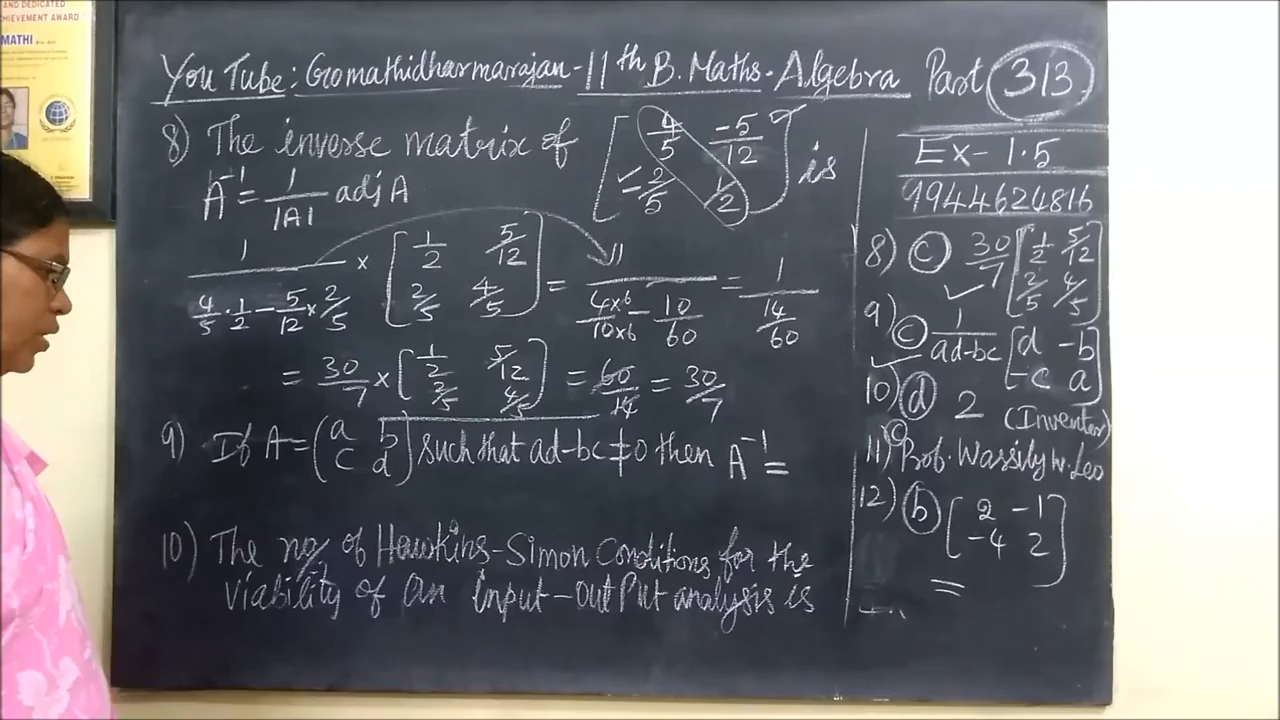 AND DEDICATED
CHIEVEMENT AWARD
MATHI
You Tube: Gomathidharmarajan-11th B. Maths-Algebra Part 313
8) The inverse matrix of [4/5 -5/12
-2/5 1/2] is
A⁻¹ = 1/|A| adj A
1/(4/5 · 1/2 - 5/12 × 2/5) × [1/2 5/12
2/5 4/5] = 1/(4×6/10×6 - 10/60) = 1/(14/60)
= 30/7 × [1/2 5/12
2/5 4/5] = 60/14 = 30/7
9) If A = (a b
c d) such that ad-bc ≠ 0 then A⁻¹ =
10) The no/. of Hawkins-Simon Conditions for the
viability of an input-outPut analysis is
Ex-1.5
9944624816
8) (c) 30/7 [1/2 5/12
2/5 4/5]
9) (c) 1/ad-bc [d -b
-c a]
10) (d) 2 (Inventer)
11) (c) Prof. Wassily W. Leo
12) (b) [2 -1
-4 2]